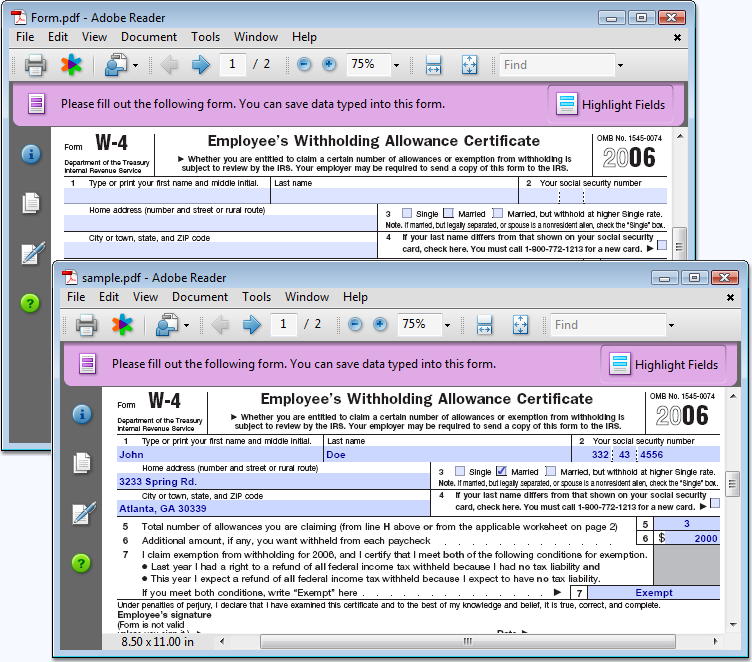 Form.pdf - Adobe Reader
File Edit View Document Tools Window Help
1 / 2 75% Find
Please fill out the following form. You can save data typed into this form. Highlight Fields
Form W-4 Employee's Withholding Allowance Certificate OMB No. 1545-0074
Department of the Treasury ▶ Whether you are entitled to claim a certain number of allowances or exemption from withholding is 2006
Internal Revenue Service subject to review by the IRS. Your employer may be required to send a copy of this form to the IRS.
1 Type or print your first name and middle initial. Last name 2 Your social security number
Home address (number and street or rural route) 3 Single Married Married, but withhold at higher Single rate.
Note. If married, but legally separated, or spouse is a nonresident alien, check the "Single" box.
City or town, state, and ZIP code 4 If your last name differs from that shown on your social security
card, check here. You must call 1-800-772-1213 for a new card. ▶
sample.pdf - Adobe Reader
File Edit View Document Tools Window Help
1 / 2 75% Find
Please fill out the following form. You can save data typed into this form. Highlight Fields
Form W-4 Employee's Withholding Allowance Certificate OMB No. 1545-0074
Department of the Treasury ▶ Whether you are entitled to claim a certain number of allowances or exemption from withholding is 2006
Internal Revenue Service subject to review by the IRS. Your employer may be required to send a copy of this form to the IRS.
1 Type or print your first name and middle initial. Last name 2 Your social security number
John Doe 332 43 4556
Home address (number and street or rural route) 3 Single Married Married, but withhold at higher Single rate.
3233 Spring Rd. Note. If married, but legally separated, or spouse is a nonresident alien, check the "Single" box.
City or town, state, and ZIP code 4 If your last name differs from that shown on your social security
Atlanta, GA 30339 card, check here. You must call 1-800-772-1213 for a new card. ▶
5 Total number of allowances you are claiming (from line H above or from the applicable worksheet on page 2) 5 3
6 Additional amount, if any, you want withheld from each paycheck 6 $ 2000
7 I claim exemption from withholding for 2006, and I certify that I meet both of the following conditions for exemption.
● Last year I had a right to a refund of all federal income tax withheld because I had no tax liability and
● This year I expect a refund of all federal income tax withheld because I expect to have no tax liability.
If you meet both conditions, write "Exempt" here ▶ 7 Exempt
Under penalties of perjury, I declare that I have examined this certificate and to the best of my knowledge and belief, it is true, correct, and complete.
Employee's signature
(Form is not valid
unless you sign it.) ▶ Date ▶
8.50 x 11.00 in